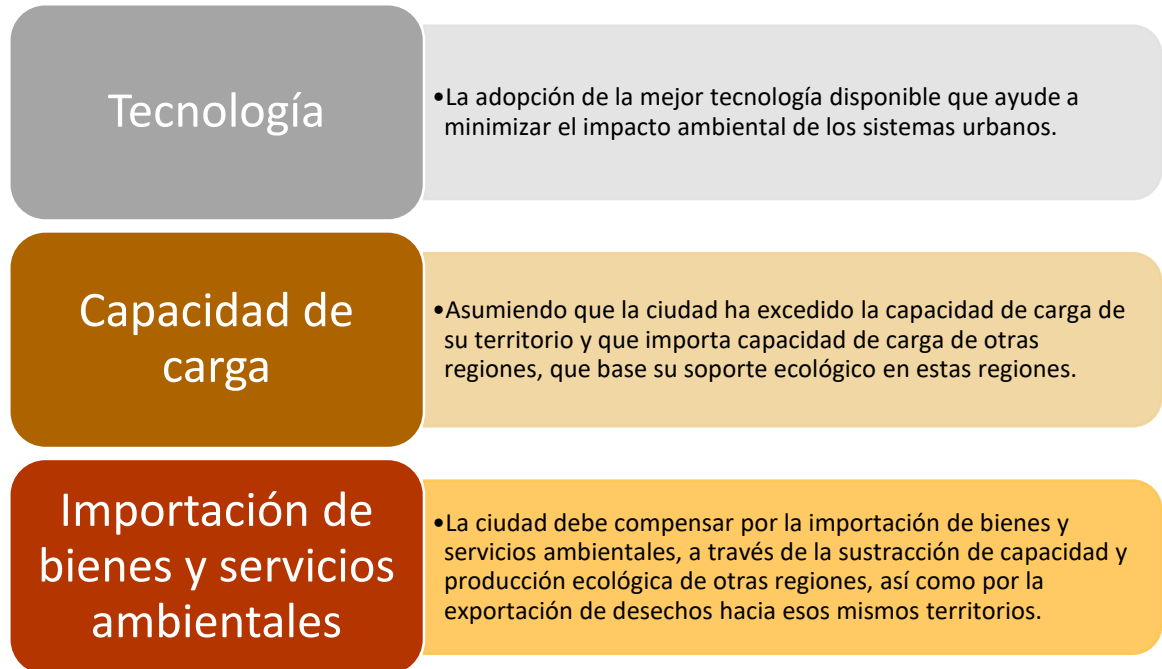 Tecnología
•La adopción de la mejor tecnología disponible que ayude a
minimizar el impacto ambiental de los sistemas urbanos.
Capacidad de
carga
•Asumiendo que la ciudad ha excedido la capacidad de carga de
su territorio y que importa capacidad de carga de otras
regiones, que base su soporte ecológico en estas regiones.
Importación de
bienes y servicios
ambientales
•La ciudad debe compensar por la importación de bienes y
servicios ambientales, a través de la sustracción de capacidad y
producción ecológica de otras regiones, así como por la
exportación de desechos hacia esos mismos territorios.